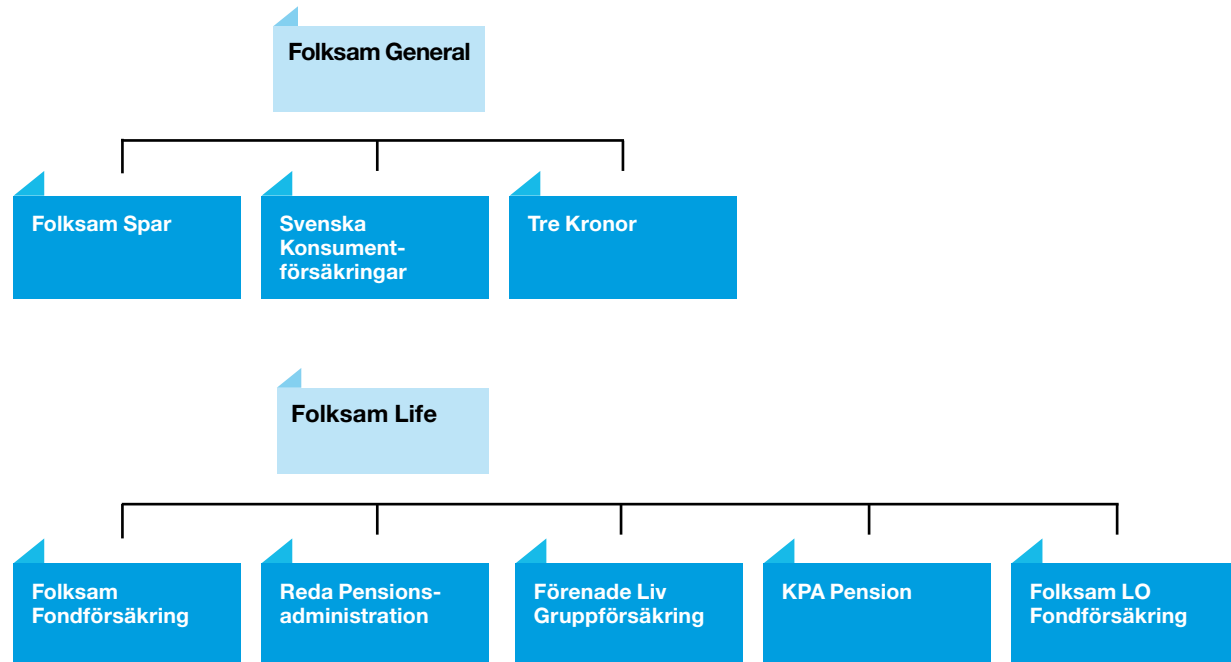 Folksam General
Folksam Spar
Svenska
Konsument-
försäkringar
Tre Kronor
Folksam Life
Folksam
Fondförsäkring
Reda Pensions-
administration
Förenade Liv
Gruppförsäkring
KPA Pension
Folksam LO
Fondförsäkring